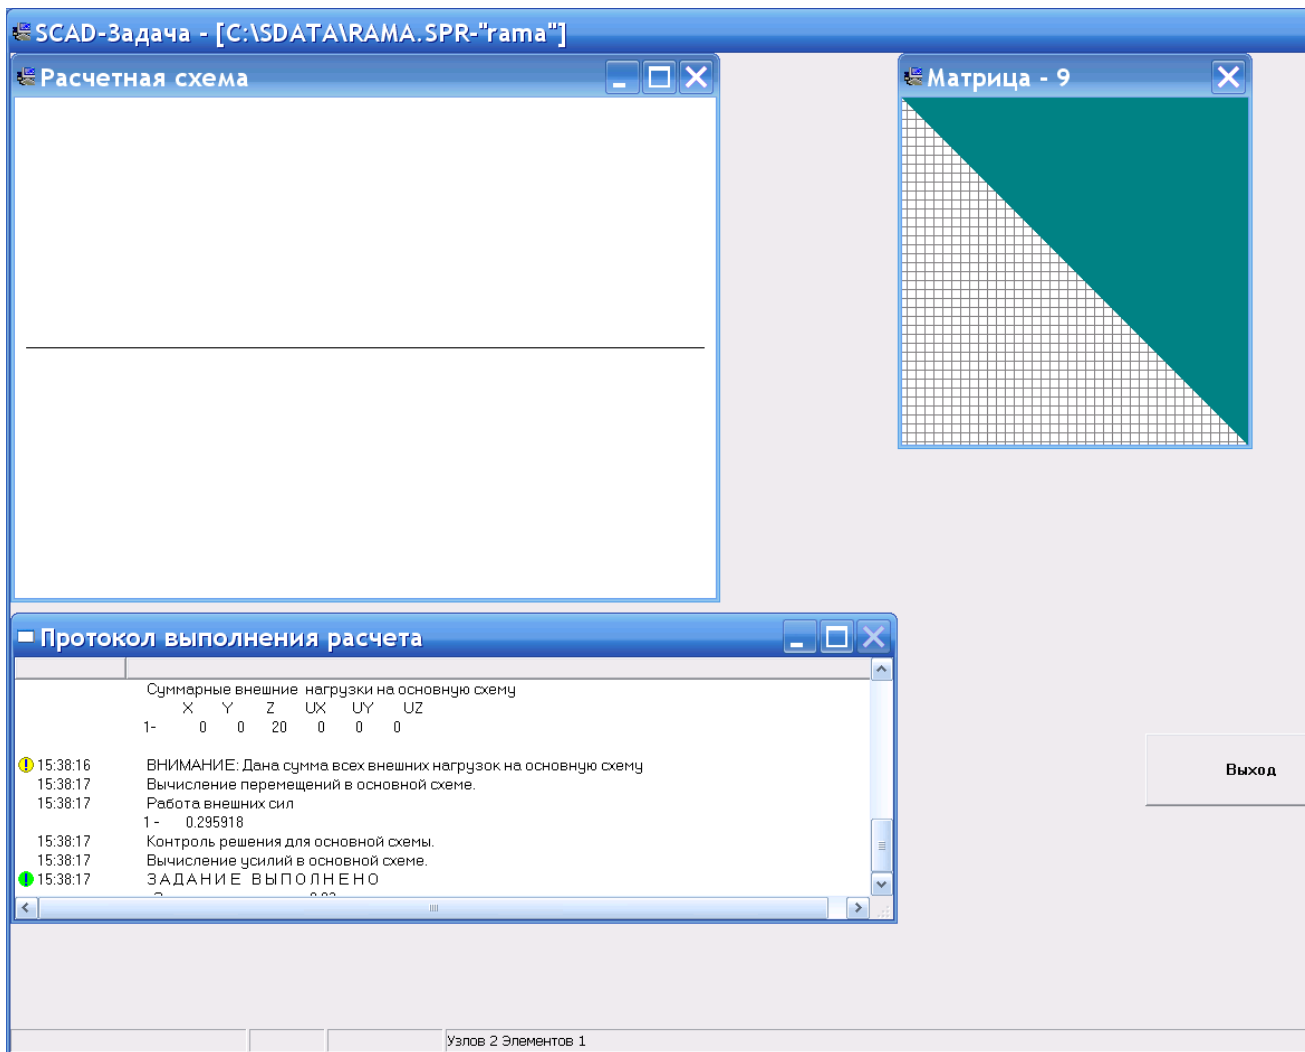 SCAD-Задача - [C:\SDATA\RAMA.SPR-"rama"]
Расчетная схема
Матрица - 9
Протокол выполнения расчета
Суммарные внешние нагрузки на основную схему
X Y Z UX UY UZ
1- 0 0 20 0 0 0
15:38:16 ВНИМАНИЕ: Дана сумма всех внешних нагрузок на основную схему
15:38:17 Вычисление перемещений в основной схеме.
15:38:17 Работа внешних сил
1 - 0.295918
15:38:17 Контроль решения для основной схемы.
15:38:17 Вычисление усилий в основной схеме.
15:38:17 З А Д А Н И Е В Ы П О Л Н Е Н О
Выход
Узлов 2 Элементов 1